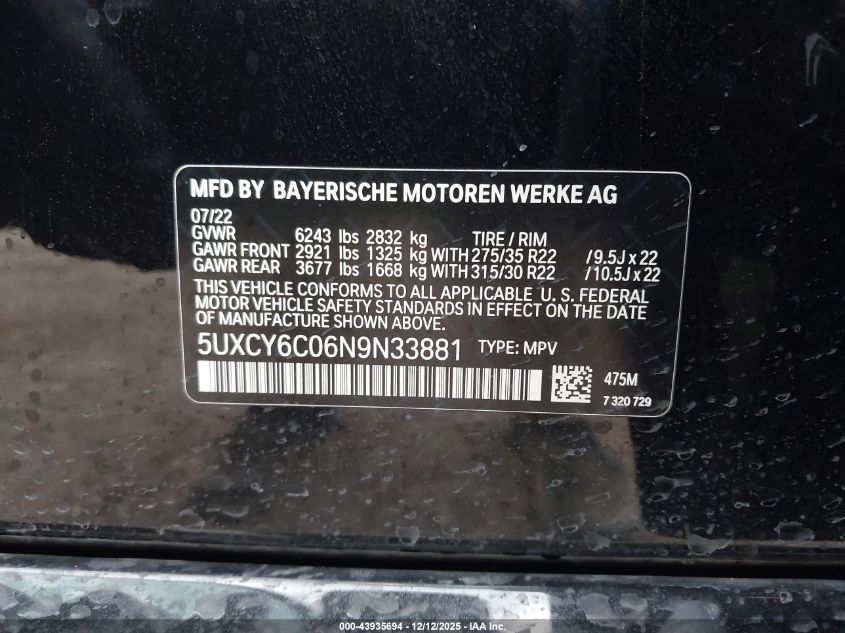 MFD BY BAYERISCHE MOTOREN WERKE AG
07/22
GVWR 6243 lbs 2832 kg TIRE / RIM
GAWR FRONT 2921 lbs 1325 kg WITH 275/35 R22 / 9.5J x 22
GAWR REAR 3677 lbs 1668 kg WITH 315/30 R22 / 10.5J x 22
THIS VEHICLE CONFORMS TO ALL APPLICABLE U. S. FEDERAL
MOTOR VEHICLE SAFETY STANDARDS IN EFFECT ON THE DATE
OF MANUFACTURE SHOWN ABOVE.
5UXCY6C06N9N33881 TYPE: MPV
475M
7 320 729
000-43935694 - 12/12/2025 - IAA Inc.